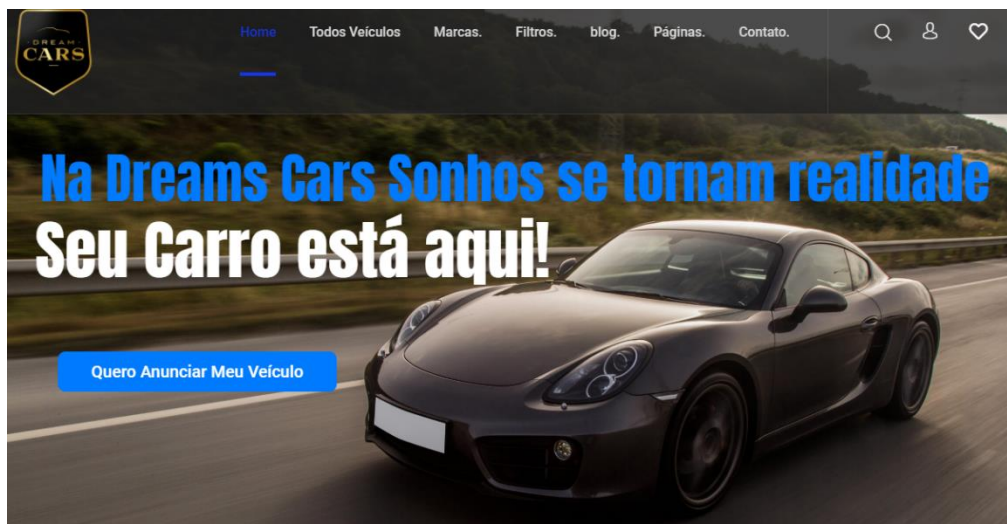 DREAM
CARS
Home Todos Veículos Marcas. Filtros. blog. Páginas. Contato.
Na Dreams Cars Sonhos se tornam realidade
Seu Carro está aqui!
Quero Anunciar Meu Veículo